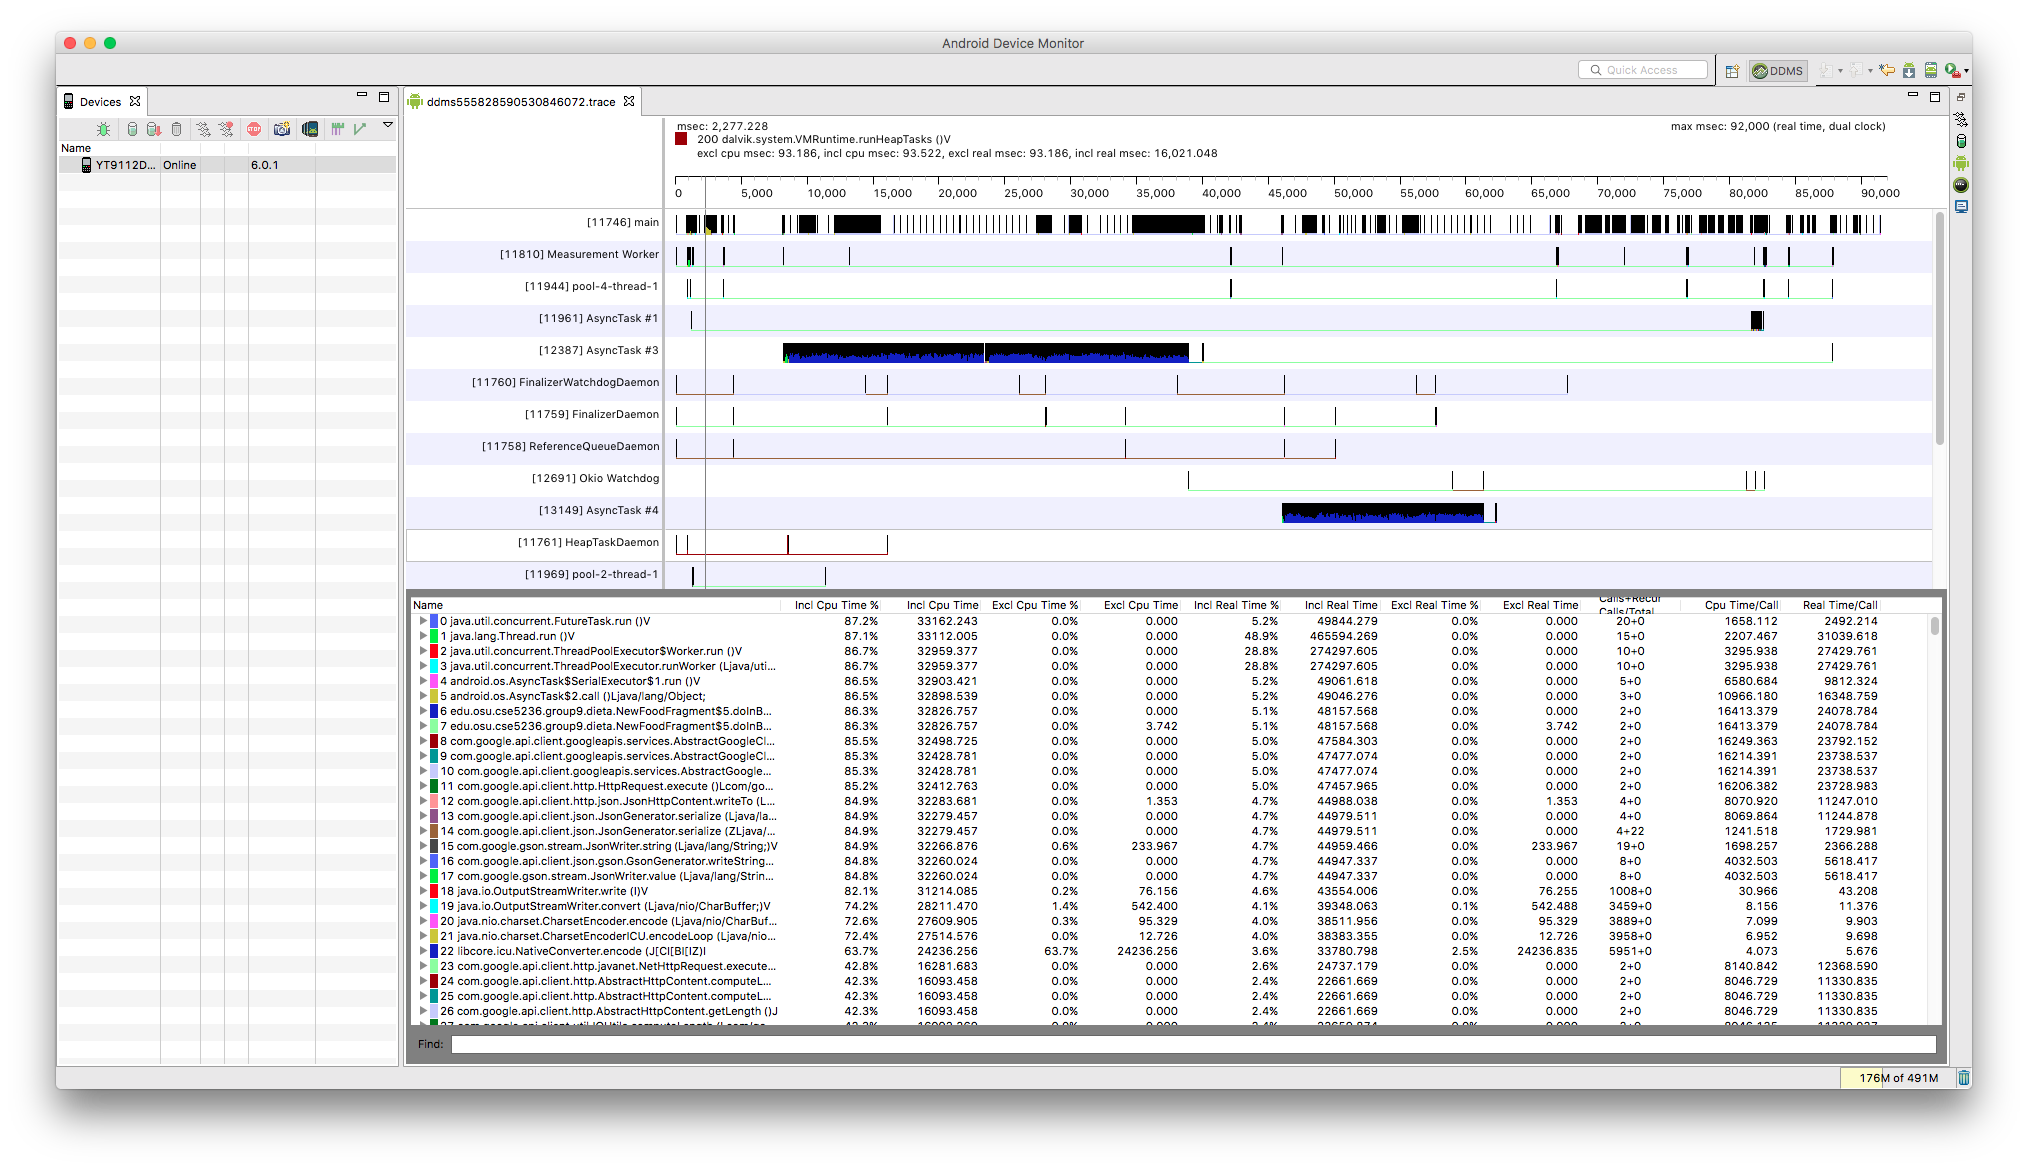 Android Device Monitor
Quick Access
DDMS
Devices
ddms555828590530846072.trace
Name
YT9112D... Online 6.0.1
msec: 2,277.228
max msec: 92,000 (real time, dual clock)
200 dalvik.system.VMRuntime.runHeapTasks ()V
excl cpu msec: 93.186, incl cpu msec: 93.522, excl real msec: 93.186, incl real msec: 16,021.048
0 5,000 10,000 15,000 20,000 25,000 30,000 35,000 40,000 45,000 50,000 55,000 60,000 65,000 70,000 75,000 80,000 85,000 90,000
[11746] main
[11810] Measurement Worker
[11944] pool-4-thread-1
[11961] AsyncTask #1
[12387] AsyncTask #3
[11760] FinalizerWatchdogDaemon
[11759] FinalizerDaemon
[11758] ReferenceQueueDaemon
[12691] Okio Watchdog
[13149] AsyncTask #4
[11761] HeapTaskDaemon
[11969] pool-2-thread-1
Name Incl Cpu Time % Incl Cpu Time Excl Cpu Time % Excl Cpu Time Incl Real Time % Incl Real Time Excl Real Time % Excl Real Time Calls+Recur Calls/Total Cpu Time/Call Real Time/Call
0 java.util.concurrent.FutureTask.run ()V 87.2% 33162.243 0.0% 0.000 5.2% 49844.279 0.0% 0.000 20+0 1658.112 2492.214
1 java.lang.Thread.run ()V 87.1% 33112.005 0.0% 0.000 48.9% 465594.269 0.0% 0.000 15+0 2207.467 31039.618
2 java.util.concurrent.ThreadPoolExecutor$Worker.run ()V 86.7% 32959.377 0.0% 0.000 28.8% 274297.605 0.0% 0.000 10+0 3295.938 27429.761
3 java.util.concurrent.ThreadPoolExecutor.runWorker (Ljava/uti... 86.7% 32959.377 0.0% 0.000 28.8% 274297.605 0.0% 0.000 10+0 3295.938 27429.761
4 android.os.AsyncTask$SerialExecutor$1.run ()V 86.5% 32903.421 0.0% 0.000 5.2% 49061.618 0.0% 0.000 5+0 6580.684 9812.324
5 android.os.AsyncTask$2.call ()Ljava/lang/Object; 86.5% 32898.539 0.0% 0.000 5.2% 49046.276 0.0% 0.000 3+0 10966.180 16348.759
6 edu.osu.cse5236.group9.dieta.NewFoodFragment$5.doInB... 86.3% 32826.757 0.0% 0.000 5.1% 48157.568 0.0% 0.000 2+0 16413.379 24078.784
7 edu.osu.cse5236.group9.dieta.NewFoodFragment$5.doInB... 86.3% 32826.757 0.0% 3.742 5.1% 48157.568 0.0% 3.742 2+0 16413.379 24078.784
8 com.google.api.client.googleapis.services.AbstractGoogleCl... 85.5% 32498.725 0.0% 0.000 5.0% 47584.303 0.0% 0.000 2+0 16249.363 23792.152
9 com.google.api.client.googleapis.services.AbstractGoogleCl... 85.3% 32428.781 0.0% 0.000 5.0% 47477.074 0.0% 0.000 2+0 16214.391 23738.537
10 com.google.api.client.googleapis.services.AbstractGoogle... 85.3% 32428.781 0.0% 0.000 5.0% 47477.074 0.0% 0.000 2+0 16214.391 23738.537
11 com.google.api.client.http.HttpRequest.execute ()Lcom/go... 85.2% 32412.763 0.0% 0.000 5.0% 47457.965 0.0% 0.000 2+0 16206.382 23728.983
12 com.google.api.client.http.json.JsonHttpContent.writeTo (L... 84.9% 32283.681 0.0% 1.353 4.7% 44988.038 0.0% 1.353 4+0 8070.920 11247.010
13 com.google.api.client.json.JsonGenerator.serialize (Ljava/la... 84.9% 32279.457 0.0% 0.000 4.7% 44979.511 0.0% 0.000 4+0 8069.864 11244.878
14 com.google.api.client.json.JsonGenerator.serialize (ZLjava/... 84.9% 32279.457 0.0% 0.000 4.7% 44979.511 0.0% 0.000 4+22 1241.518 1729.981
15 com.google.gson.stream.JsonWriter.string (Ljava/lang/String;)V 84.9% 32266.876 0.6% 233.967 4.7% 44959.466 0.0% 233.967 19+0 1698.257 2366.288
16 com.google.api.client.json.gson.GsonGenerator.writeString... 84.8% 32260.024 0.0% 0.000 4.7% 44947.337 0.0% 0.000 8+0 4032.503 5618.417
17 com.google.gson.stream.JsonWriter.value (Ljava/lang/Strin... 84.8% 32260.024 0.0% 0.000 4.7% 44947.337 0.0% 0.000 8+0 4032.503 5618.417
18 java.io.OutputStreamWriter.write (I)V 82.1% 31214.085 0.2% 76.156 4.6% 43554.006 0.0% 76.255 1008+0 30.966 43.208
19 java.io.OutputStreamWriter.convert (Ljava/nio/CharBuffer;)V 74.2% 28211.470 1.4% 542.400 4.1% 39348.063 0.1% 542.488 3459+0 8.156 11.376
20 java.nio.charset.CharsetEncoder.encode (Ljava/nio/CharBuf... 72.6% 27609.905 0.3% 95.329 4.0% 38511.956 0.0% 95.329 3889+0 7.099 9.903
21 java.nio.charset.CharsetEncoderICU.encodeLoop (Ljava/nio... 72.4% 27514.576 0.0% 12.726 4.0% 38383.355 0.0% 12.726 3958+0 6.952 9.698
22 libcore.icu.NativeConverter.encode (J[CI[BI[IZ)I 63.7% 24236.256 63.7% 24236.256 3.6% 33780.798 2.5% 24236.835 5951+0 4.073 5.676
23 com.google.api.client.http.javanet.NetHttpRequest.execute... 42.8% 16281.683 0.0% 0.000 2.6% 24737.179 0.0% 0.000 2+0 8140.842 12368.590
24 com.google.api.client.http.AbstractHttpContent.computeL... 42.3% 16093.458 0.0% 0.000 2.4% 22661.669 0.0% 0.000 2+0 8046.729 11330.835
25 com.google.api.client.http.AbstractHttpContent.computeL... 42.3% 16093.458 0.0% 0.000 2.4% 22661.669 0.0% 0.000 2+0 8046.729 11330.835
26 com.google.api.client.http.AbstractHttpContent.getLength ()J 42.3% 16093.458 0.0% 0.000 2.4% 22661.669 0.0% 0.000 2+0 8046.729 11330.835
Find:
176M of 491M